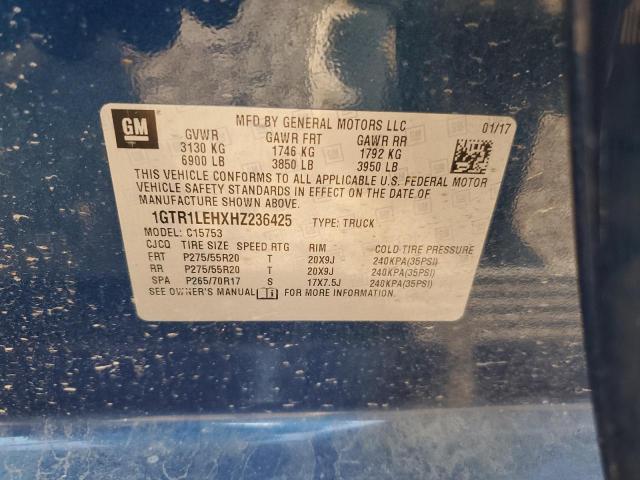 GM
MFD BY GENERAL MOTORS LLC
01/17
GVWR GAWR FRT GAWR RR
3130 KG 1746 KG 1792 KG
6900 LB 3850 LB 3950 LB
THIS VEHICLE CONFORMS TO ALL APPLICABLE U.S. FEDERAL MOTOR
VEHICLE SAFETY STANDARDS IN EFFECT ON THE DATE OF
MANUFACTURE SHOWN ABOVE.
1GTR1LEHXHZ236425 TYPE: TRUCK
MODEL: C15753
CJCQ TIRE SIZE SPEED RTG RIM COLD TIRE PRESSURE
FRT P275/55R20 T 20X9J 240KPA(35PSI)
RR P275/55R20 T 20X9J 240KPA(35PSI)
SPA P265/70R17 S 17X7.5J 240KPA(35PSI)
SEE OWNER'S MANUAL FOR MORE INFORMATION.